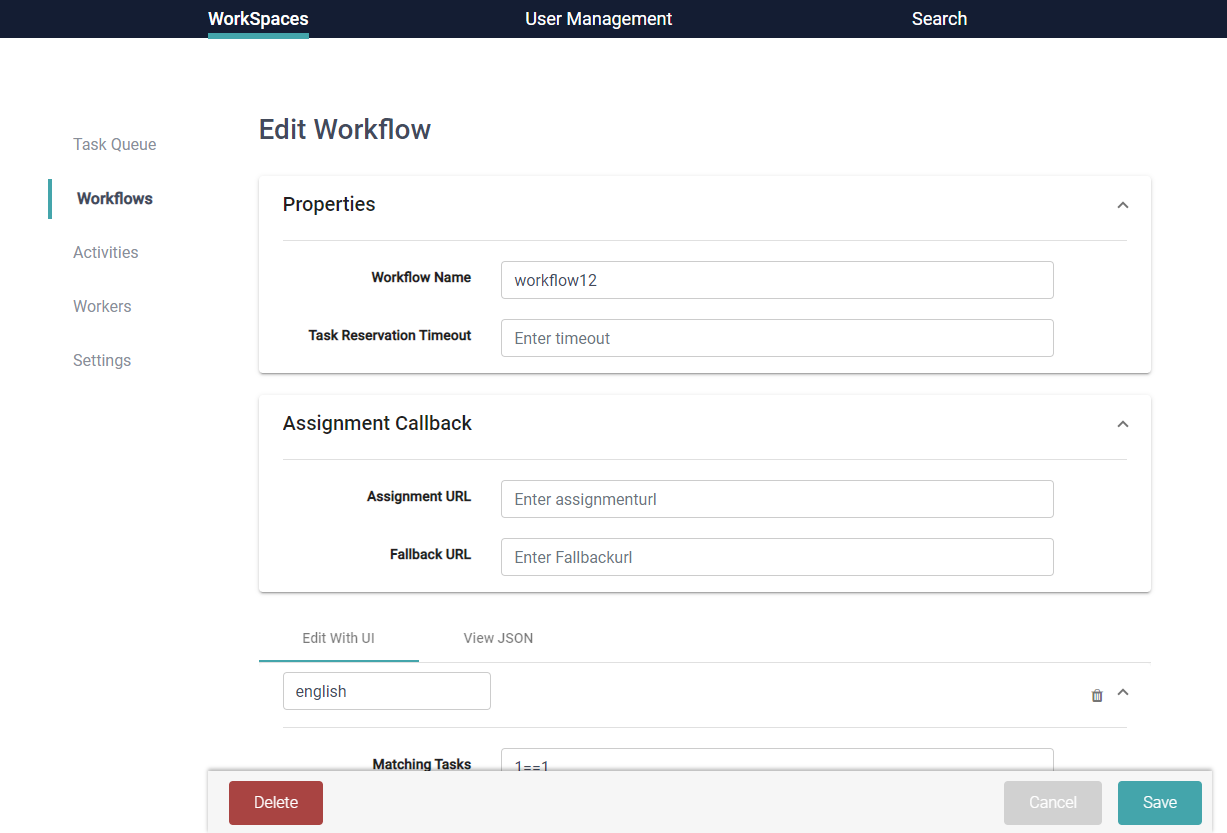 WorkSpaces User Management Search
Edit Workflow
Task Queue
Workflows
Activities
Workers
Settings
Properties
Workflow Name workflow12
Task Reservation Timeout Enter timeout
Assignment Callback
Assignment URL Enter assignmenturl
Fallback URL Enter Fallbackurl
Edit With UI View JSON
english
Matching Tasks 1==1
Delete Cancel Save